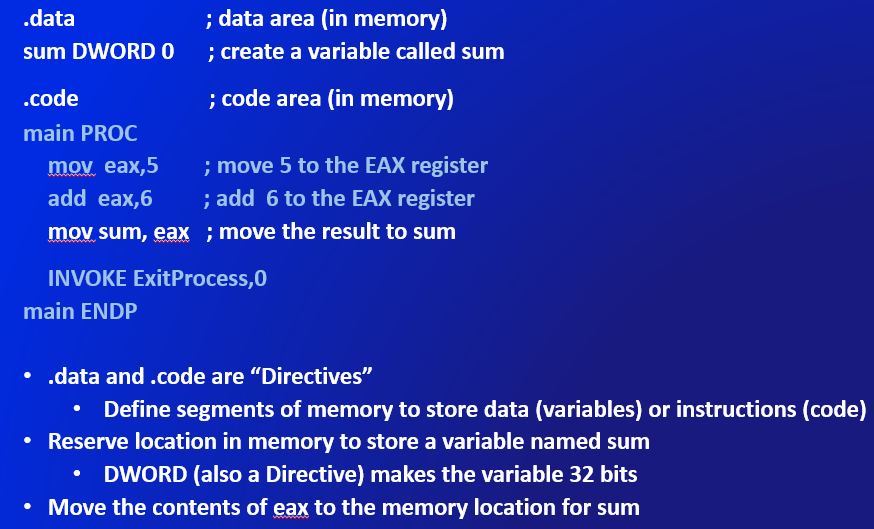 .data ; data area (in memory)
sum DWORD 0 ; create a variable called sum
.code ; code area (in memory)
main PROC
mov eax,5 ; move 5 to the EAX register
add eax,6 ; add 6 to the EAX register
mov sum, eax ; move the result to sum
INVOKE ExitProcess,0
main ENDP
• .data and .code are “Directives”
• Define segments of memory to store data (variables) or instructions (code)
• Reserve location in memory to store a variable named sum
• DWORD (also a Directive) makes the variable 32 bits
• Move the contents of eax to the memory location for sum